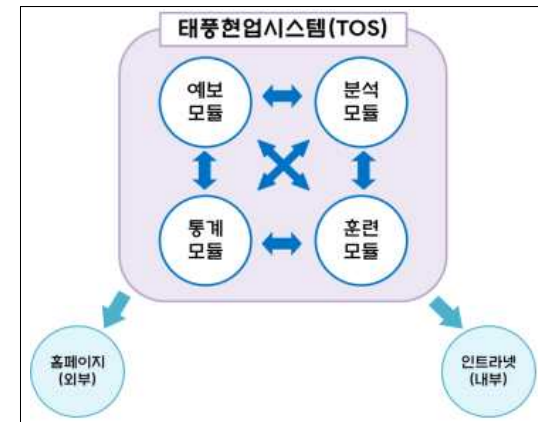 태풍현업시스템(TOS)
예보
모듈
분석
모듈
통계
모듈
훈련
모듈
홈페이지
(외부)
인트라넷
(내부)